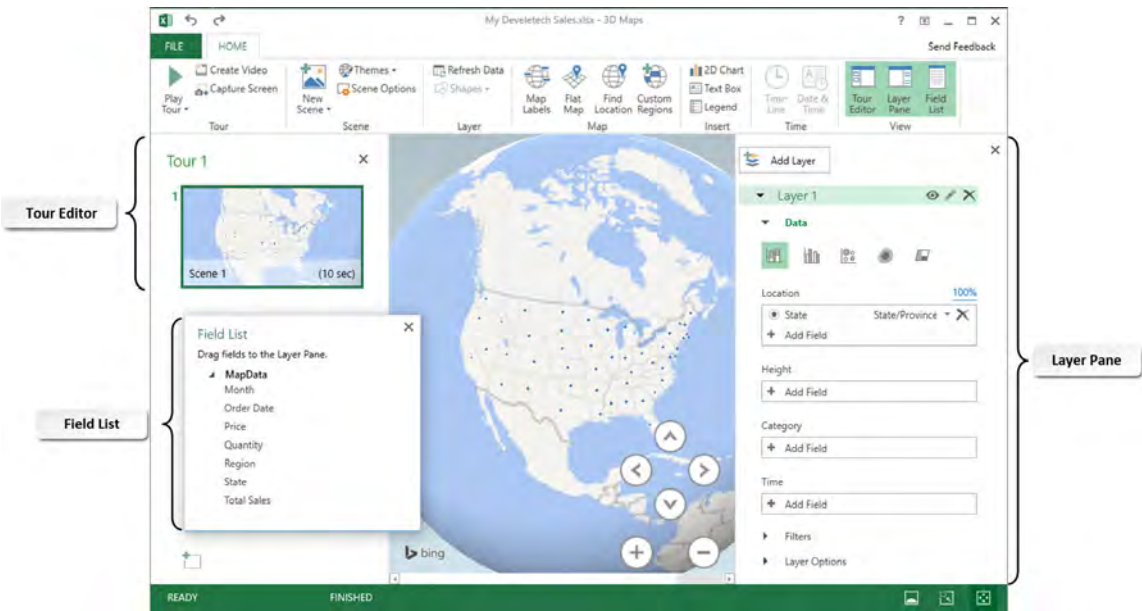 My Develetech Sales.xlsx - 3D Maps
?
FILE
HOME
Send Feedback
Play Tour
Create Video
Capture Screen
Tour
New Scene
Themes
Scene Options
Scene
Refresh Data
Shapes
Layer
Map Labels
Flat Map
Find Location
Custom Regions
Map
2D Chart
Text Box
Legend
Insert
Time Line
Date & Time
Time
Tour Editor
Layer Pane
Field List
View
Tour Editor
Tour 1
1
Scene 1 (10 sec)
Field List
Field List
Drag fields to the Layer Pane.
MapData
Month
Order Date
Price
Quantity
Region
State
Total Sales
bing
Add Layer
Layer 1
Data
Location 100%
State State/Province
+ Add Field
Height
+ Add Field
Category
+ Add Field
Time
+ Add Field
Filters
Layer Options
Layer Pane
READY FINISHED